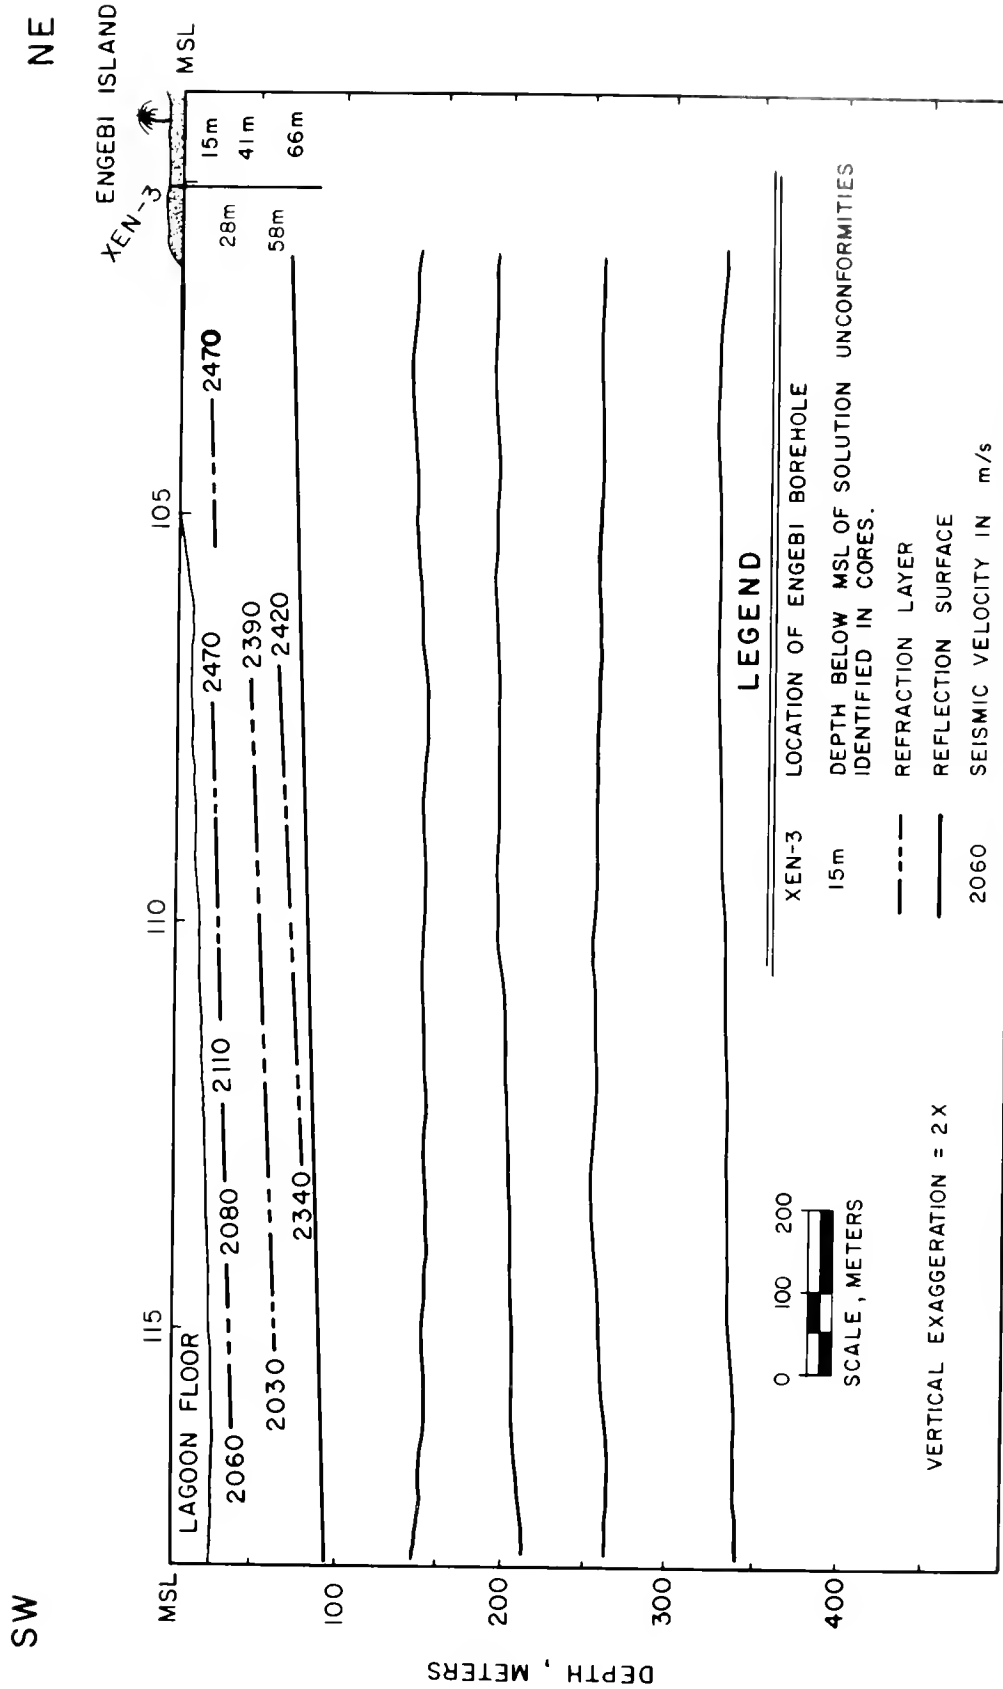 SW
NE
ENGEBI ISLAND
XEN-3
MSL
MSL
115
110
105
LAGOON FLOOR
2060
2080
2110
2470
2470
2030
2390
2340
2420
15m
28m
41m
58m
66m
100
200
300
400
DEPTH, METERS
LEGEND
XEN-3 LOCATION OF ENGEBI BOREHOLE
15m DEPTH BELOW MSL OF SOLUTION UNCONFORMITIES
IDENTIFIED IN CORES.
REFRACTION LAYER
REFLECTION SURFACE
2060 SEISMIC VELOCITY IN m/s
0 100 200
SCALE, METERS
VERTICAL EXAGGERATION = 2X